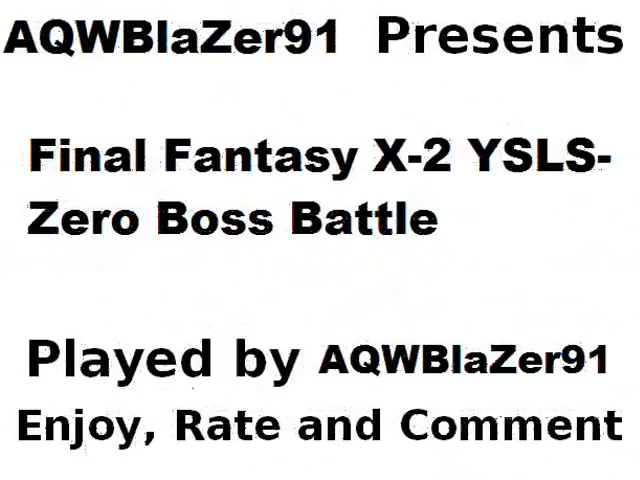 AQWBlaZer91 Presents
Final Fantasy X-2 YSLS-
Zero Boss Battle
Played by AQWBlaZer91
Enjoy, Rate and Comment